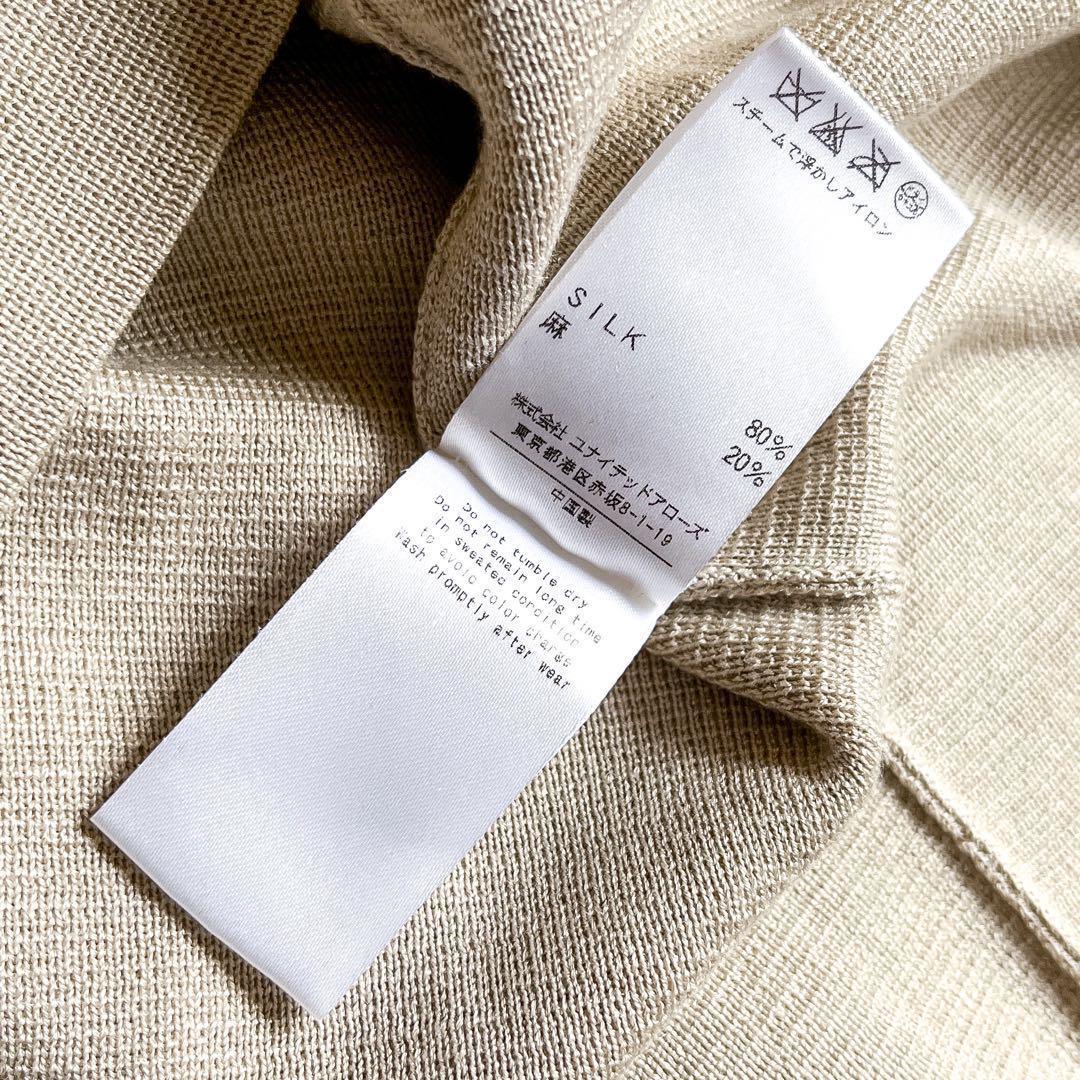 スチームで浮かしアイロン
SILK 80%
麻 20%
株式会社 ユナイテッドアローズ
東京都港区赤坂8-1-19
中国製
Do not tumble dry
Do not remain long time
in sweated condition
to avoid color change
Wash promptly after wear